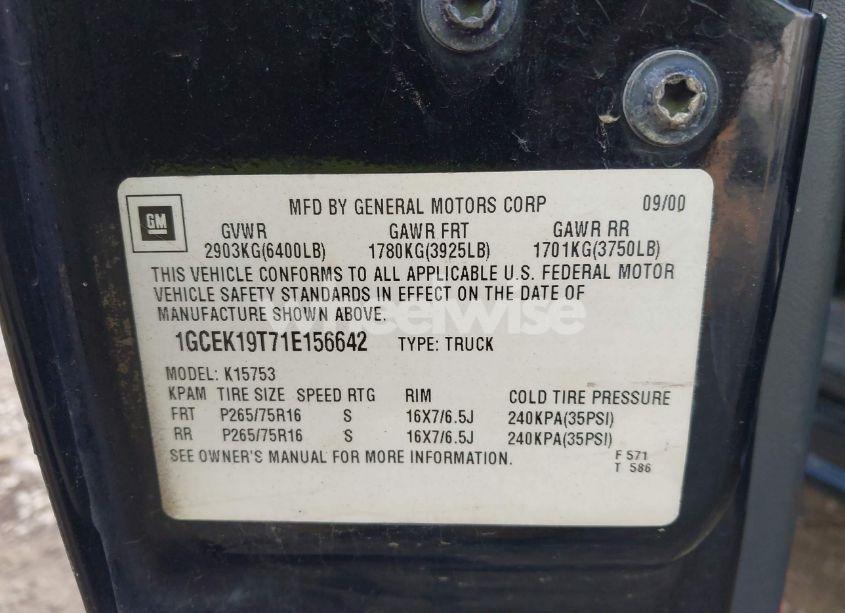 GM
MFD BY GENERAL MOTORS CORP 09/00
GVWR GAWR FRT GAWR RR
2903KG(6400LB) 1780KG(3925LB) 1701KG(3750LB)
THIS VEHICLE CONFORMS TO ALL APPLICABLE U.S. FEDERAL MOTOR
VEHICLE SAFETY STANDARDS IN EFFECT ON THE DATE OF
MANUFACTURE SHOWN ABOVE.
wheelwise
1GCEK19T71E156642 TYPE: TRUCK
MODEL: K15753
KPAM TIRE SIZE SPEED RTG RIM COLD TIRE PRESSURE
FRT P265/75R16 S 16X7/6.5J 240KPA(35PSI)
RR P265/75R16 S 16X7/6.5J 240KPA(35PSI)
SEE OWNER'S MANUAL FOR MORE INFORMATION.
F 571
T 586